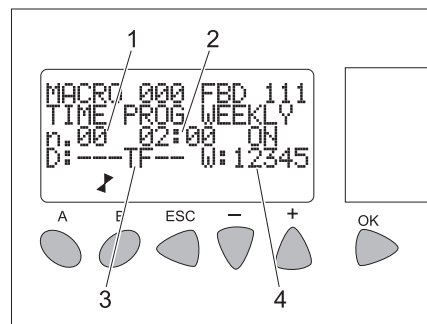 1 2
MACRO 000 FBD 111
TIME PROG WEEKLY
n.00 02:00 ON
D:---TF-- W:12345
A B ESC − + OK
3 4